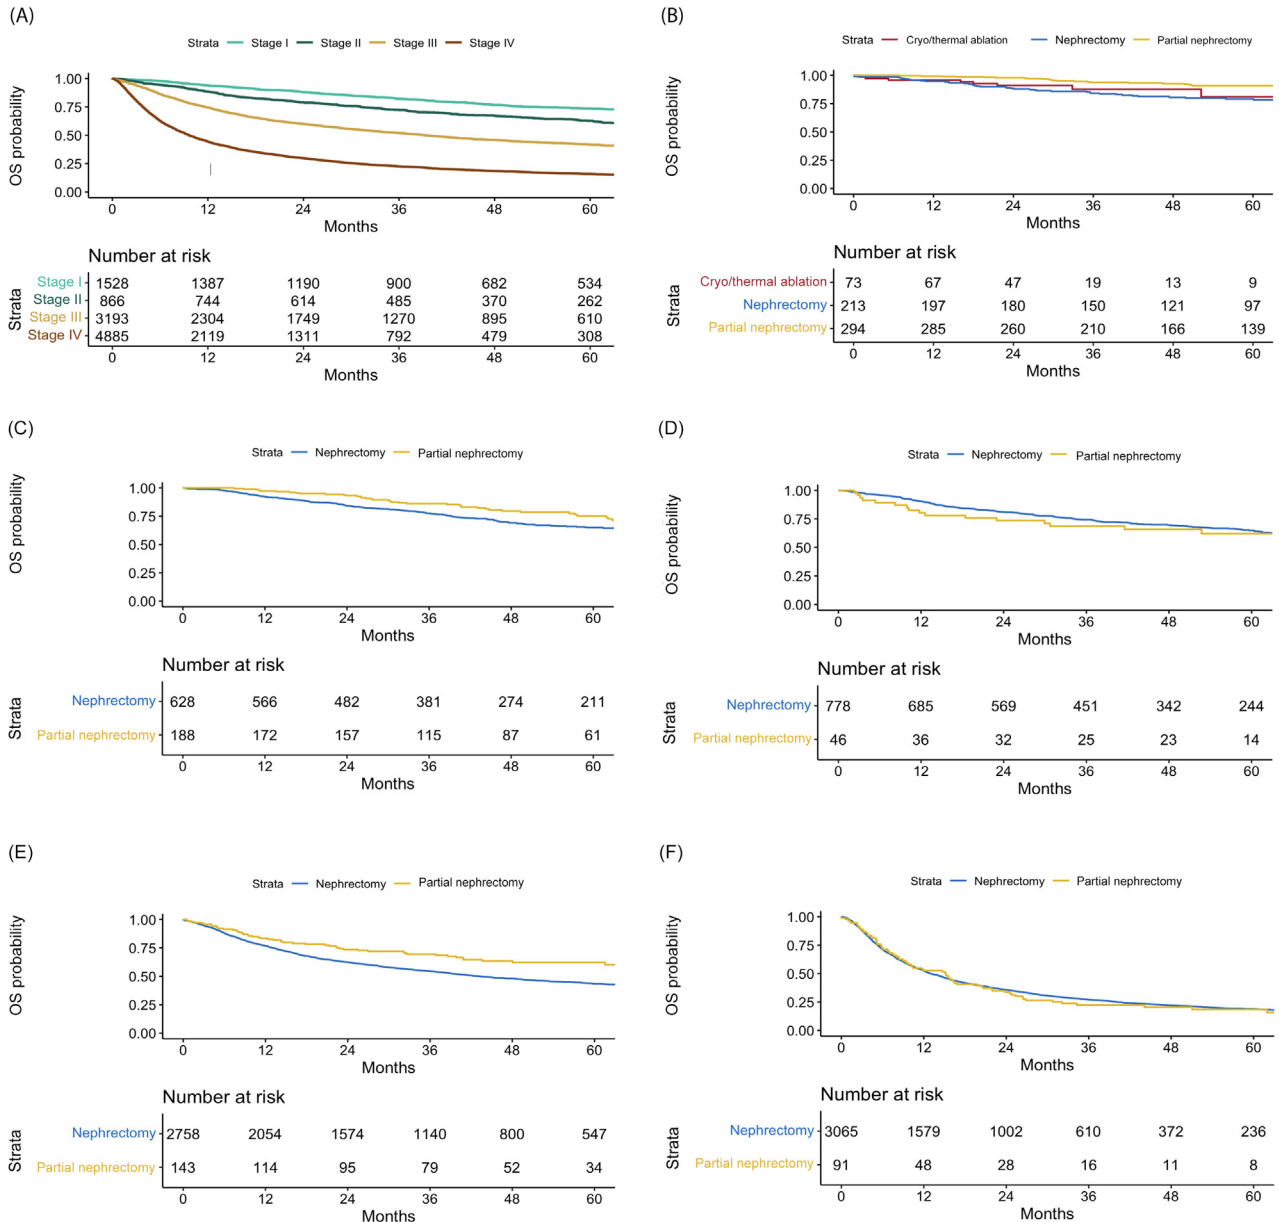 (A)
Strata Stage I Stage II Stage III Stage IV
OS probability
1.00
0.75
0.50
0.25
0.00
0 12 24 36 48 60
Months
Number at risk
Strata
Stage I 1528 1387 1190 900 682 534
Stage II 866 744 614 485 370 262
Stage III 3193 2304 1749 1270 895 610
Stage IV 4885 2119 1311 792 479 308
0 12 24 36 48 60
Months
(B)
Strata Cryo/thermal ablation Nephrectomy Partial nephrectomy
OS probability
1.00
0.75
0.50
0.25
0.00
0 12 24 36 48 60
Months
Number at risk
Strata
Cryo/thermal ablation 73 67 47 19 13 9
Nephrectomy 213 197 180 150 121 97
Partial nephrectomy 294 285 260 210 166 139
0 12 24 36 48 60
Months
(C)
Strata Nephrectomy Partial nephrectomy
OS probability
1.00
0.75
0.50
0.25
0.00
0 12 24 36 48 60
Months
Number at risk
Strata
Nephrectomy 628 566 482 381 274 211
Partial nephrectomy 188 172 157 115 87 61
0 12 24 36 48 60
Months
(D)
Strata Nephrectomy Partial nephrectomy
OS probability
1.00
0.75
0.50
0.25
0.00
0 12 24 36 48 60
Months
Number at risk
Strata
Nephrectomy 778 685 569 451 342 244
Partial nephrectomy 46 36 32 25 23 14
0 12 24 36 48 60
Months
(E)
Strata Nephrectomy Partial nephrectomy
OS probability
1.00
0.75
0.50
0.25
0.00
0 12 24 36 48 60
Months
Number at risk
Strata
Nephrectomy 2758 2054 1574 1140 800 547
Partial nephrectomy 143 114 95 79 52 34
0 12 24 36 48 60
Months
(F)
Strata Nephrectomy Partial nephrectomy
OS probability
1.00
0.75
0.50
0.25
0.00
0 12 24 36 48 60
Months
Number at risk
Strata
Nephrectomy 3065 1579 1002 610 372 236
Partial nephrectomy 91 48 28 16 11 8
0 12 24 36 48 60
Months